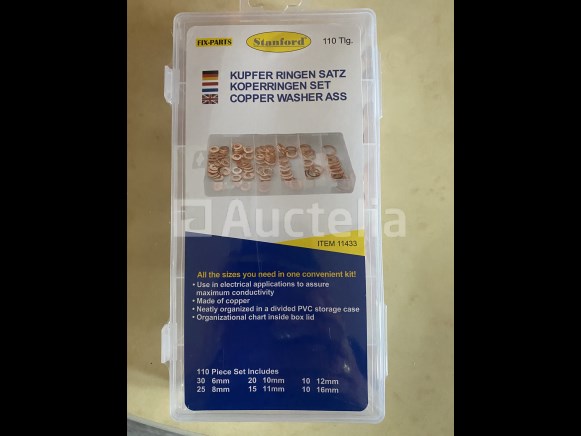 FIX-PARTS
Stanford
110 Tlg.
KUPFER RINGEN SATZ
KOPERRINGEN SET
COPPER WASHER ASS
Auctelia
ITEM 11433
All the sizes you need in one convenient kit!
• Use in electrical applications to assure
maximum conductivity
• Made of copper
• Neatly organized in a divided PVC storage case
• Organizational chart inside box lid
110 Piece Set Includes
30 6mm 20 10mm 10 12mm
25 8mm 15 11mm 10 16mm